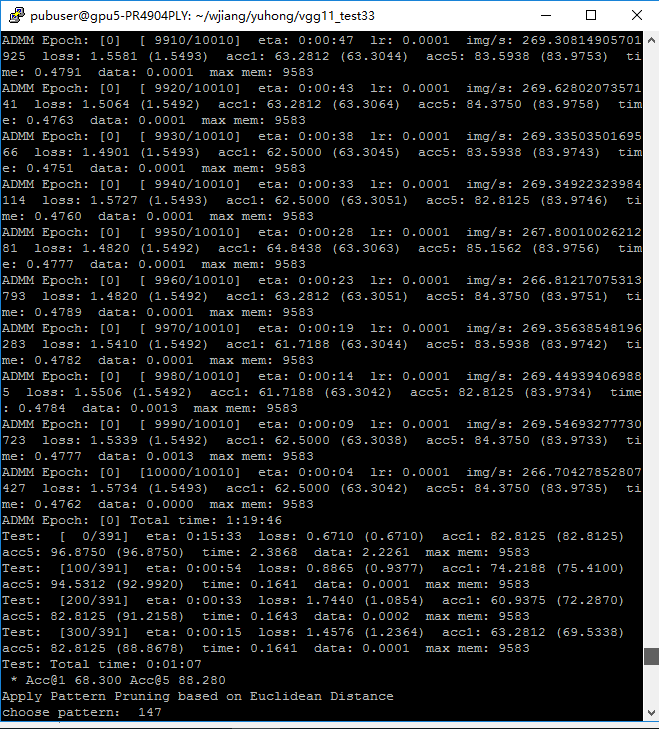 pubuser@gpu5-PR4904PLY: ~/wjiang/yuhong/vgg11_test33
ADMM Epoch: [0]  [ 9910/10010]  eta: 0:00:47  lr: 0.0001  img/s: 269.30814905701
925  loss: 1.5581 (1.5493)  acc1: 63.2812 (63.3044)  acc5: 83.5938 (83.9753)  ti
me: 0.4791  data: 0.0001  max mem: 9583
ADMM Epoch: [0]  [ 9920/10010]  eta: 0:00:43  lr: 0.0001  img/s: 269.62802073571
41  loss: 1.5064 (1.5492)  acc1: 63.2812 (63.3064)  acc5: 84.3750 (83.9758)  tim
e: 0.4763  data: 0.0001  max mem: 9583
ADMM Epoch: [0]  [ 9930/10010]  eta: 0:00:38  lr: 0.0001  img/s: 269.33503501695
66  loss: 1.4901 (1.5493)  acc1: 62.5000 (63.3045)  acc5: 83.5938 (83.9743)  tim
e: 0.4751  data: 0.0001  max mem: 9583
ADMM Epoch: [0]  [ 9940/10010]  eta: 0:00:33  lr: 0.0001  img/s: 269.34922323984
114  loss: 1.5727 (1.5493)  acc1: 62.5000 (63.3051)  acc5: 82.8125 (83.9746)  ti
me: 0.4760  data: 0.0001  max mem: 9583
ADMM Epoch: [0]  [ 9950/10010]  eta: 0:00:28  lr: 0.0001  img/s: 267.80010026212
81  loss: 1.4820 (1.5492)  acc1: 64.8438 (63.3063)  acc5: 85.1562 (83.9756)  tim
e: 0.4777  data: 0.0001  max mem: 9583
ADMM Epoch: [0]  [ 9960/10010]  eta: 0:00:23  lr: 0.0001  img/s: 266.81217075313
793  loss: 1.4820 (1.5492)  acc1: 63.2812 (63.3051)  acc5: 84.3750 (83.9751)  ti
me: 0.4789  data: 0.0001  max mem: 9583
ADMM Epoch: [0]  [ 9970/10010]  eta: 0:00:19  lr: 0.0001  img/s: 269.35638548196
283  loss: 1.5410 (1.5492)  acc1: 61.7188 (63.3044)  acc5: 83.5938 (83.9742)  ti
me: 0.4782  data: 0.0001  max mem: 9583
ADMM Epoch: [0]  [ 9980/10010]  eta: 0:00:14  lr: 0.0001  img/s: 269.44939406988
5  loss: 1.5506 (1.5492)  acc1: 61.7188 (63.3042)  acc5: 82.8125 (83.9734)  time
: 0.4784  data: 0.0013  max mem: 9583
ADMM Epoch: [0]  [ 9990/10010]  eta: 0:00:09  lr: 0.0001  img/s: 269.54693277730
723  loss: 1.5339 (1.5492)  acc1: 62.5000 (63.3038)  acc5: 84.3750 (83.9733)  ti
me: 0.4777  data: 0.0013  max mem: 9583
ADMM Epoch: [0]  [10000/10010]  eta: 0:00:04  lr: 0.0001  img/s: 266.70427852807
427  loss: 1.5734 (1.5493)  acc1: 62.5000 (63.3042)  acc5: 84.3750 (83.9735)  ti
me: 0.4762  data: 0.0000  max mem: 9583
ADMM Epoch: [0] Total time: 1:19:46
Test:  [  0/391]  eta: 0:15:33  loss: 0.6710 (0.6710)  acc1: 82.8125 (82.8125)
acc5: 96.8750 (96.8750)  time: 2.3868  data: 2.2261  max mem: 9583
Test:  [100/391]  eta: 0:00:54  loss: 0.8865 (0.9377)  acc1: 74.2188 (75.4100)
acc5: 94.5312 (92.9920)  time: 0.1641  data: 0.0001  max mem: 9583
Test:  [200/391]  eta: 0:00:33  loss: 1.7440 (1.0854)  acc1: 60.9375 (72.2870)
acc5: 82.8125 (91.2158)  time: 0.1643  data: 0.0002  max mem: 9583
Test:  [300/391]  eta: 0:00:15  loss: 1.4576 (1.2364)  acc1: 63.2812 (69.5338)
acc5: 82.8125 (88.8678)  time: 0.1641  data: 0.0001  max mem: 9583
Test: Total time: 0:01:07
 * Acc@1 68.300 Acc@5 88.280
Apply Pattern Pruning based on Euclidean Distance
choose pattern:  147